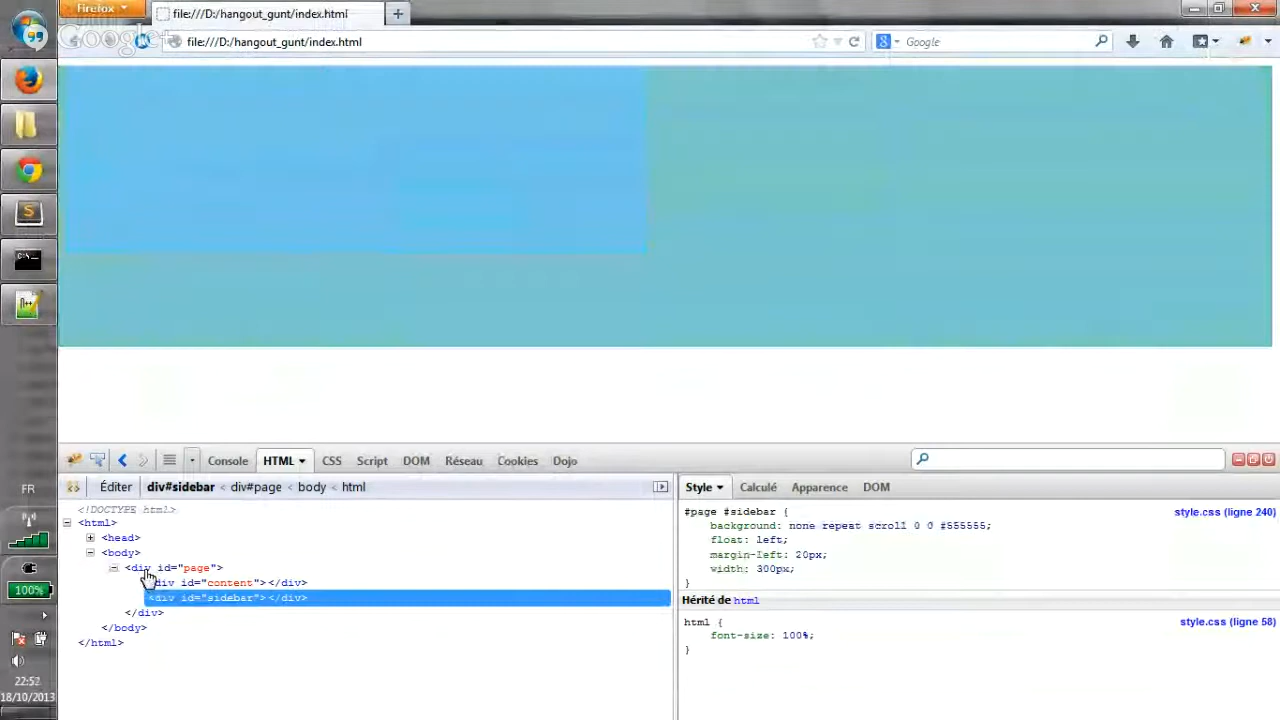 Firefox
file:///D:/hangout_gunt/index.html
Google+
file:///D:/hangout_gunt/index.html
Google
Console HTML CSS Script DOM Réseau Cookies Dojo
Éditer div#sidebar < div#page < body < html
Style Calculé Apparence DOM
<!DOCTYPE html>
<html>
<head>
<body>
<div id="page">
div id="content"></div>
<div id="sidebar"></div>
</div>
</body>
</html>
#page #sidebar { style.css (ligne 240)
background: none repeat scroll 0 0 #555555;
float: left;
margin-left: 20px;
width: 300px;
}
Hérité de html
html { style.css (ligne 58)
font-size: 100%;
}
FR
100%
22:52
18/10/2013